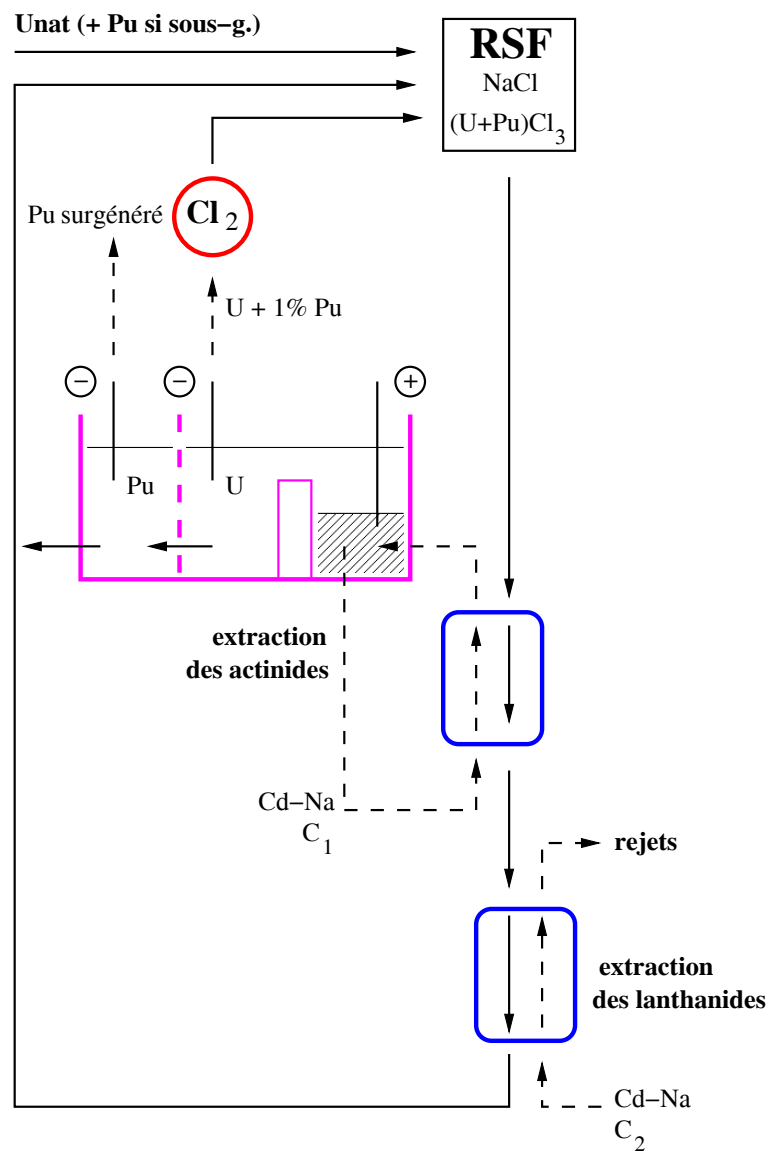 Unat (+ Pu si sous−g.)
RSF
NaCl
(U+Pu)Cl3
Pu surgénéré
Cl2
U + 1% Pu
− − +
Pu U
extraction
des actinides
Cd−Na
C1
rejets
extraction
des lanthanides
Cd−Na
C2